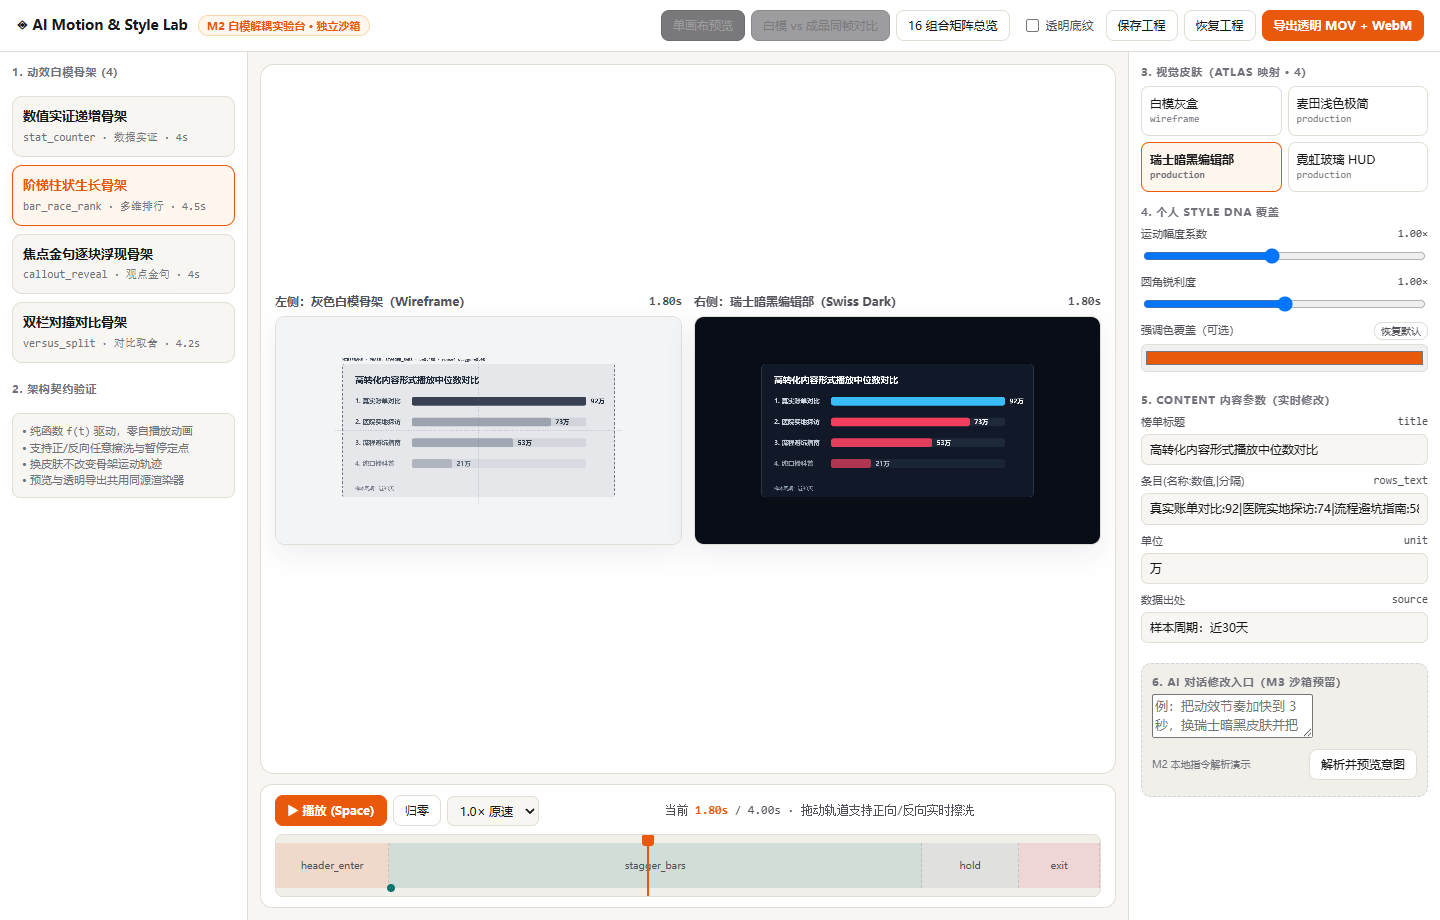 ◈ AI Motion & Style Lab
M2 白模解耦实验台 • 独立沙箱
单画布预览
白模 vs 成品同帧对比
16 组合矩阵总览
透明底纹
保存工程
恢复工程
导出透明 MOV + WebM
1. 动效白模骨架 (4)
数值实证递增骨架
stat_counter · 数据实证 · 4s
阶梯柱状生长骨架
bar_race_rank · 多维排行 · 4.5s
焦点金句逐块浮现骨架
callout_reveal · 观点金句 · 4s
双栏对撞对比骨架
versus_split · 对比取舍 · 4.2s
2. 架构契约验证
• 纯函数 f(t) 驱动，零自播放动画
• 支持正/反向任意擦洗与暂停定点
• 换皮肤不改变骨架运动轨迹
• 预览与透明导出共用同源渲染器
左侧：灰色白模骨架（Wireframe）
1.80s
高转化内容形式播放中位数对比
1. 真实账单对比
92万
2. 医院实地探访
73万
3. 流程避坑指南
53万
4.
21万
样本周期：近30天
右侧：瑞士暗黑编辑部（Swiss Dark）
1.80s
高转化内容形式播放中位数对比
1. 真实账单对比
92万
2. 医院实地探访
73万
3. 流程避坑指南
53万
4.
21万
样本周期：近30天
▶ 播放 (Space)
归零
1.0× 原速
当前 1.80s / 4.00s · 拖动轨道支持正向/反向实时擦洗
header_enter
stagger_bars
hold
exit
3. 视觉皮肤（ATLAS 映射 • 4）
白模灰盒
wireframe
麦田浅色极简
production
瑞士暗黑编辑部
production
霓虹玻璃 HUD
production
4. 个人 STYLE DNA 覆盖
运动幅度系数
1.00×
圆角锐利度
1.00×
强调色覆盖（可选）
恢复默认
5. CONTENT 内容参数（实时修改）
榜单标题
title
高转化内容形式播放中位数对比
条目(名称:数值,|分隔)
rows_text
真实账单对比:92|医院实地探访:74|流程避坑指南:58
单位
unit
万
数据出处
source
样本周期：近30天
6. AI 对话修改入口（M3 沙箱预留）
例：把动效节奏加快到 3
秒，换瑞士暗黑皮肤并把
M2 本地指令解析演示
解析并预览意图